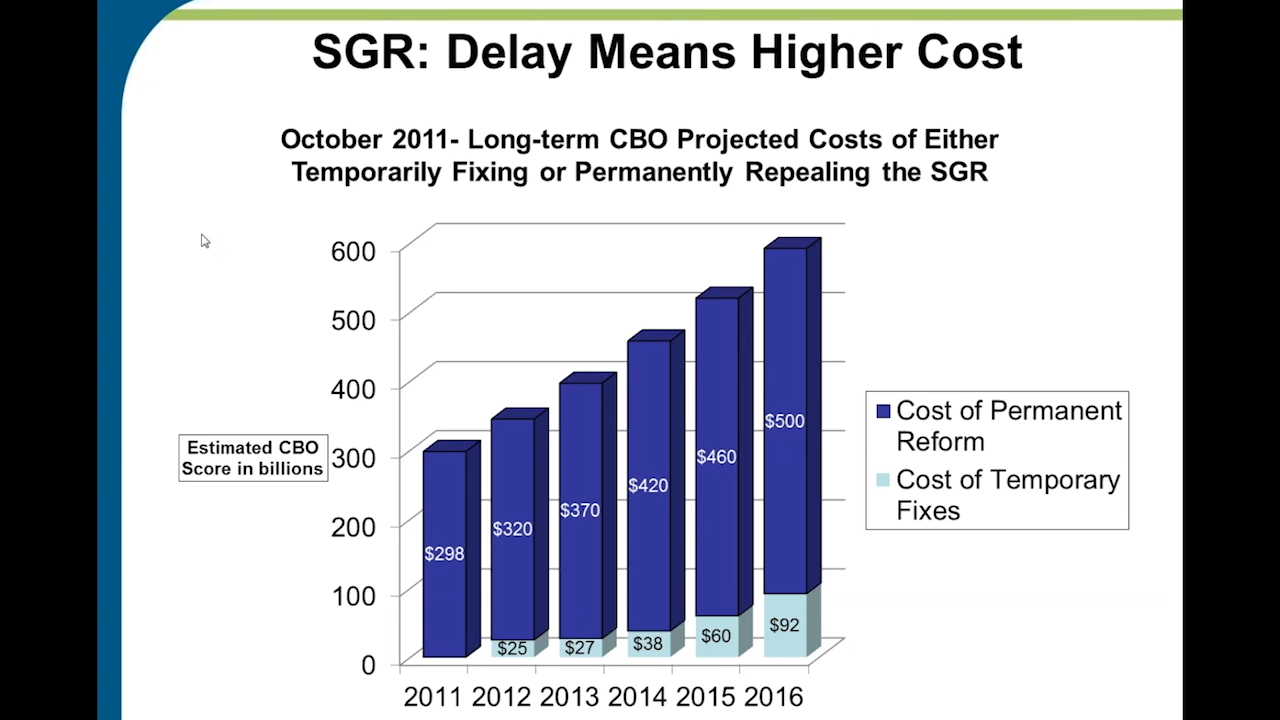 SGR: Delay Means Higher Cost
October 2011- Long-term CBO Projected Costs of Either
Temporarily Fixing or Permanently Repealing the SGR
600
500
400
300
200
100
0
Estimated CBO
Score in billions
$298
$320
$370
$420
$460
$500
$25
$27
$38
$60
$92
2011 2012 2013 2014 2015 2016
Cost of Permanent
Reform
Cost of Temporary
Fixes